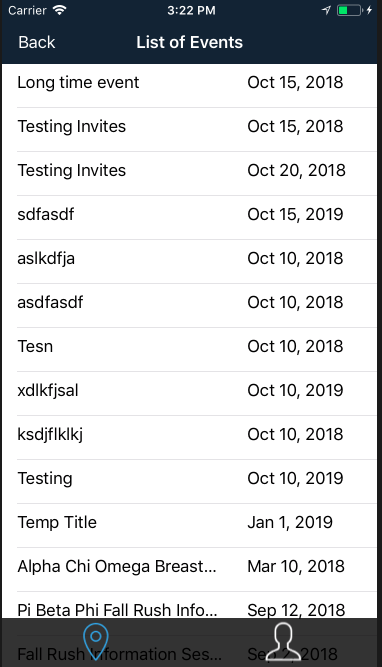 Carrier 3:22 PM
Back List of Events
Long time event Oct 15, 2018
Testing Invites Oct 15, 2018
Testing Invites Oct 20, 2018
sdfasdf Oct 15, 2019
aslkdfja Oct 10, 2018
asdfasdf Oct 10, 2018
Tesn Oct 10, 2018
xdlkfjsal Oct 10, 2019
ksdjflklkj Oct 10, 2018
Testing Oct 10, 2019
Temp Title Jan 1, 2019
Alpha Chi Omega Breast... Mar 10, 2018
Pi Beta Phi Fall Rush Info... Sep 12, 2018
Fall Rush Information Ses... Sep 2, 2018